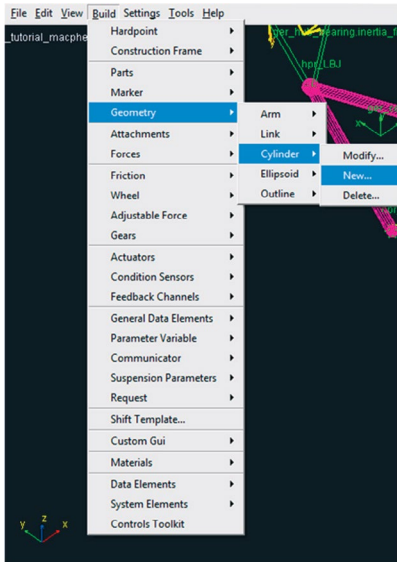 File Edit View Build Settings Tools Help
_tutorial_macphe
Hardpoint
Construction Frame
Parts
Marker
Geometry
Attachments
Forces
Friction
Wheel
Adjustable Force
Gears
Actuators
Condition Sensors
Feedback Channels
General Data Elements
Parameter Variable
Communicator
Suspension Parameters
Request
Shift Template...
Custom Gui
Materials
Data Elements
System Elements
Controls Toolkit
Arm
Link
Cylinder
Ellipsoid
Outline
Modify...
New...
Delete...
hpr_LBJ
x
y z x